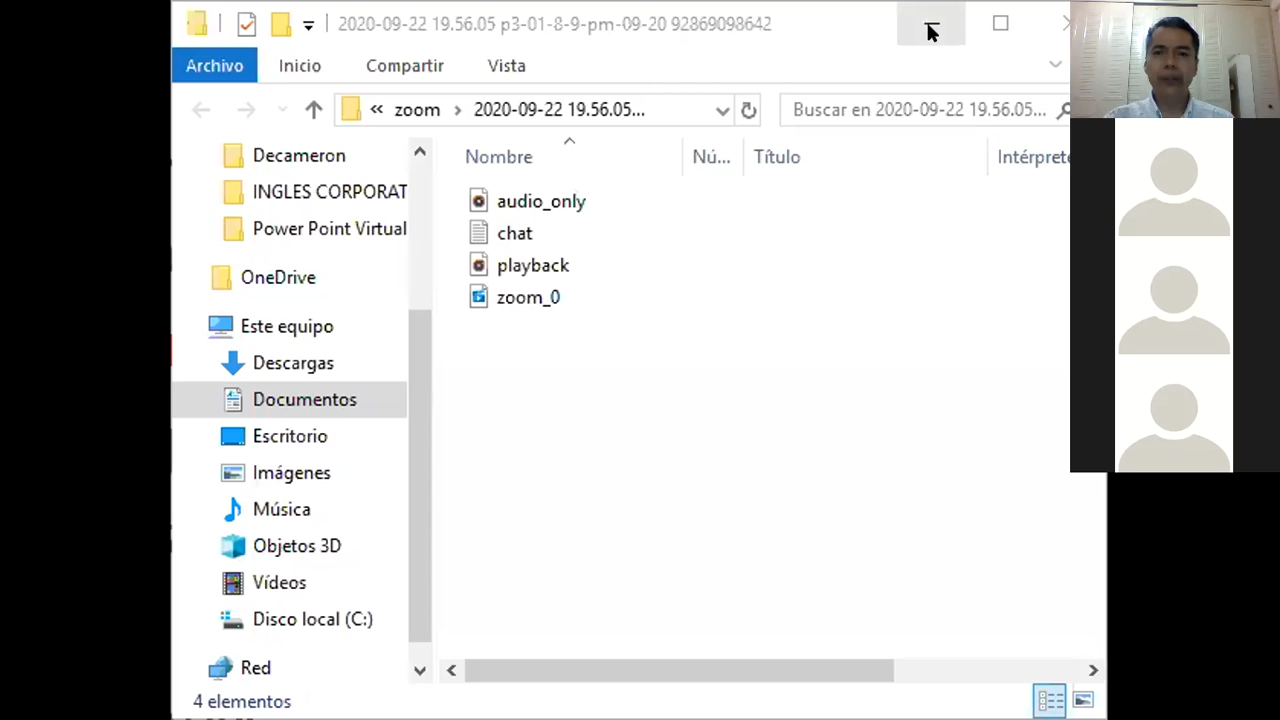 2020-09-22 19.56.05 p3-01-8-9-pm-09-20 92869098642
Archivo Inicio Compartir Vista
« zoom › 2020-09-22 19.56.05... Buscar en 2020-09-22 19.56.05...
Decameron
INGLES CORPORAT
Power Point Virtual
OneDrive
Este equipo
Descargas
Documentos
Escritorio
Imágenes
Música
Objetos 3D
Vídeos
Disco local (C:)
Red
Nombre Nú... Título Intérprete
audio_only
chat
playback
zoom_0
4 elementos